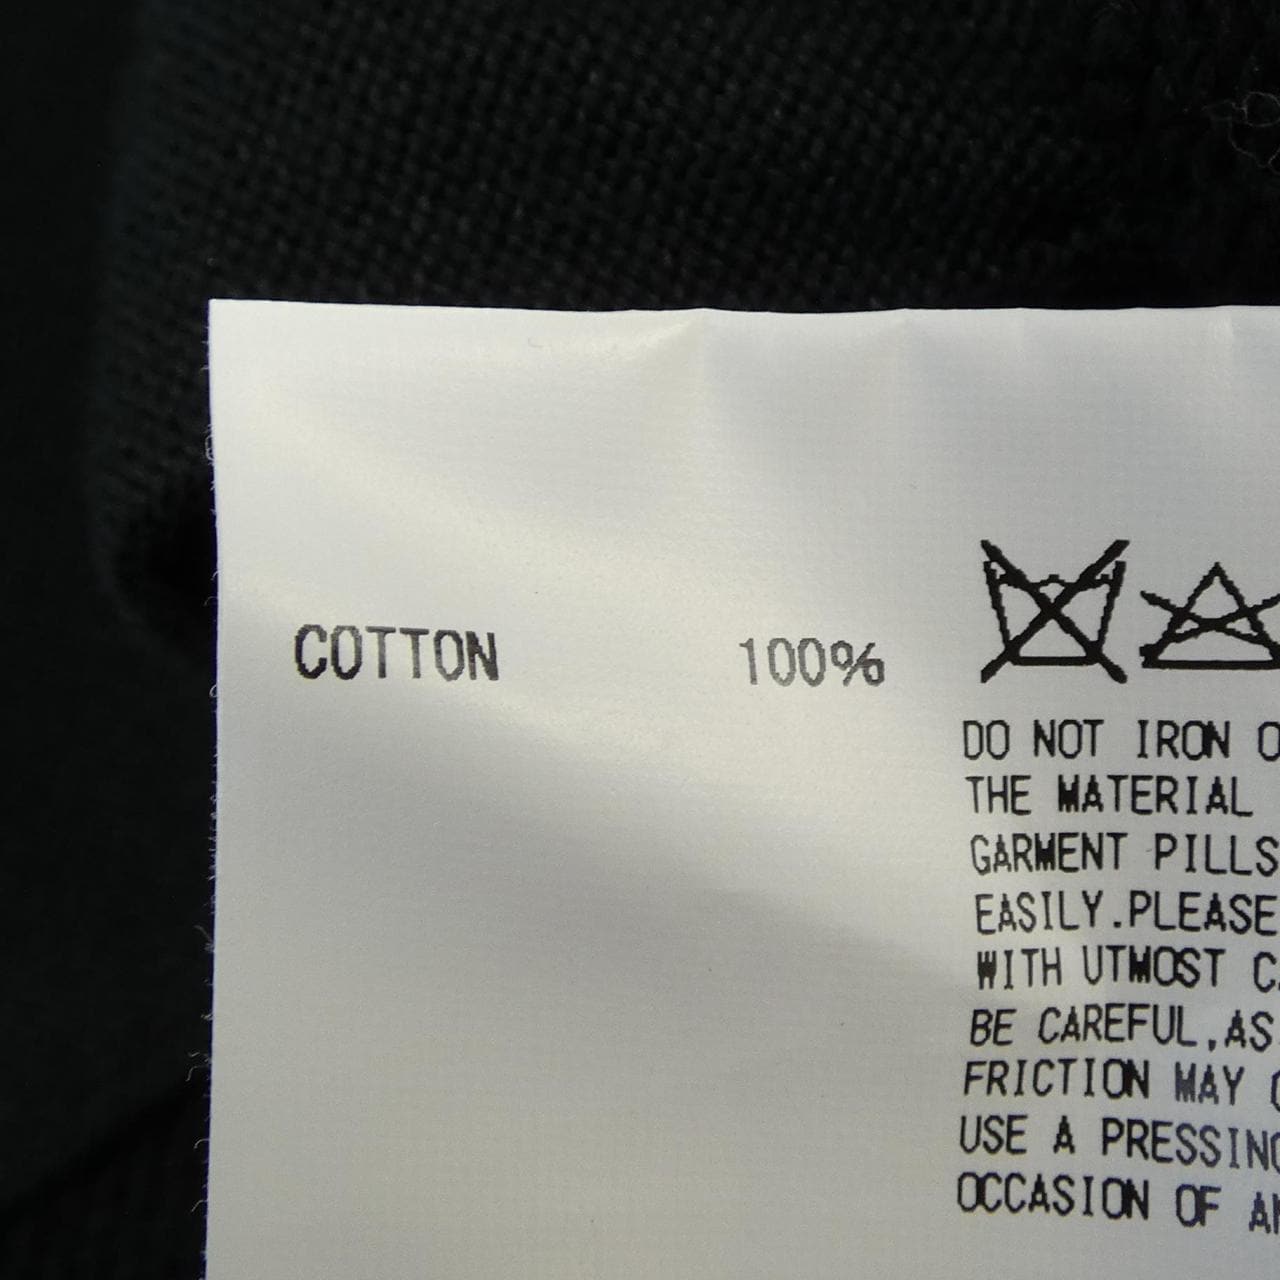 COTTON 100%
DO NOT IRON
THE MATERIAL
GARMENT PILLS
EASILY.PLEASE
WITH UTMOST
BE CAREFUL,AS
FRICTION MAY
USE A PRESSING
OCCASION OF